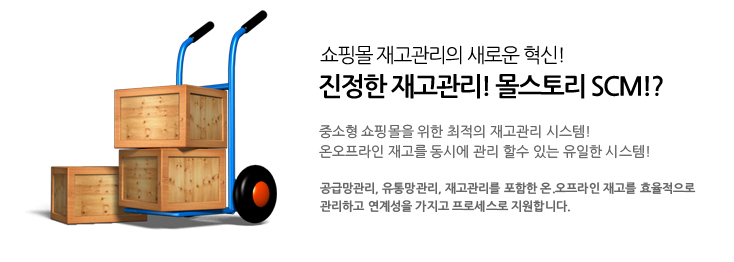 쇼핑몰 재고관리의 새로운 혁신!
진정한 재고관리! 몰스토리 SCM!?
중소형 쇼핑몰을 위한 최적의 재고관리 시스템!
온오프라인 재고를 동시에 관리 할수 있는 유일한 시스템!
공급망관리, 유통망관리, 재고관리를 포함한 온.오프라인 재고를 효율적으로
관리하고 연계성을 가지고 프로세스로 지원합니다.